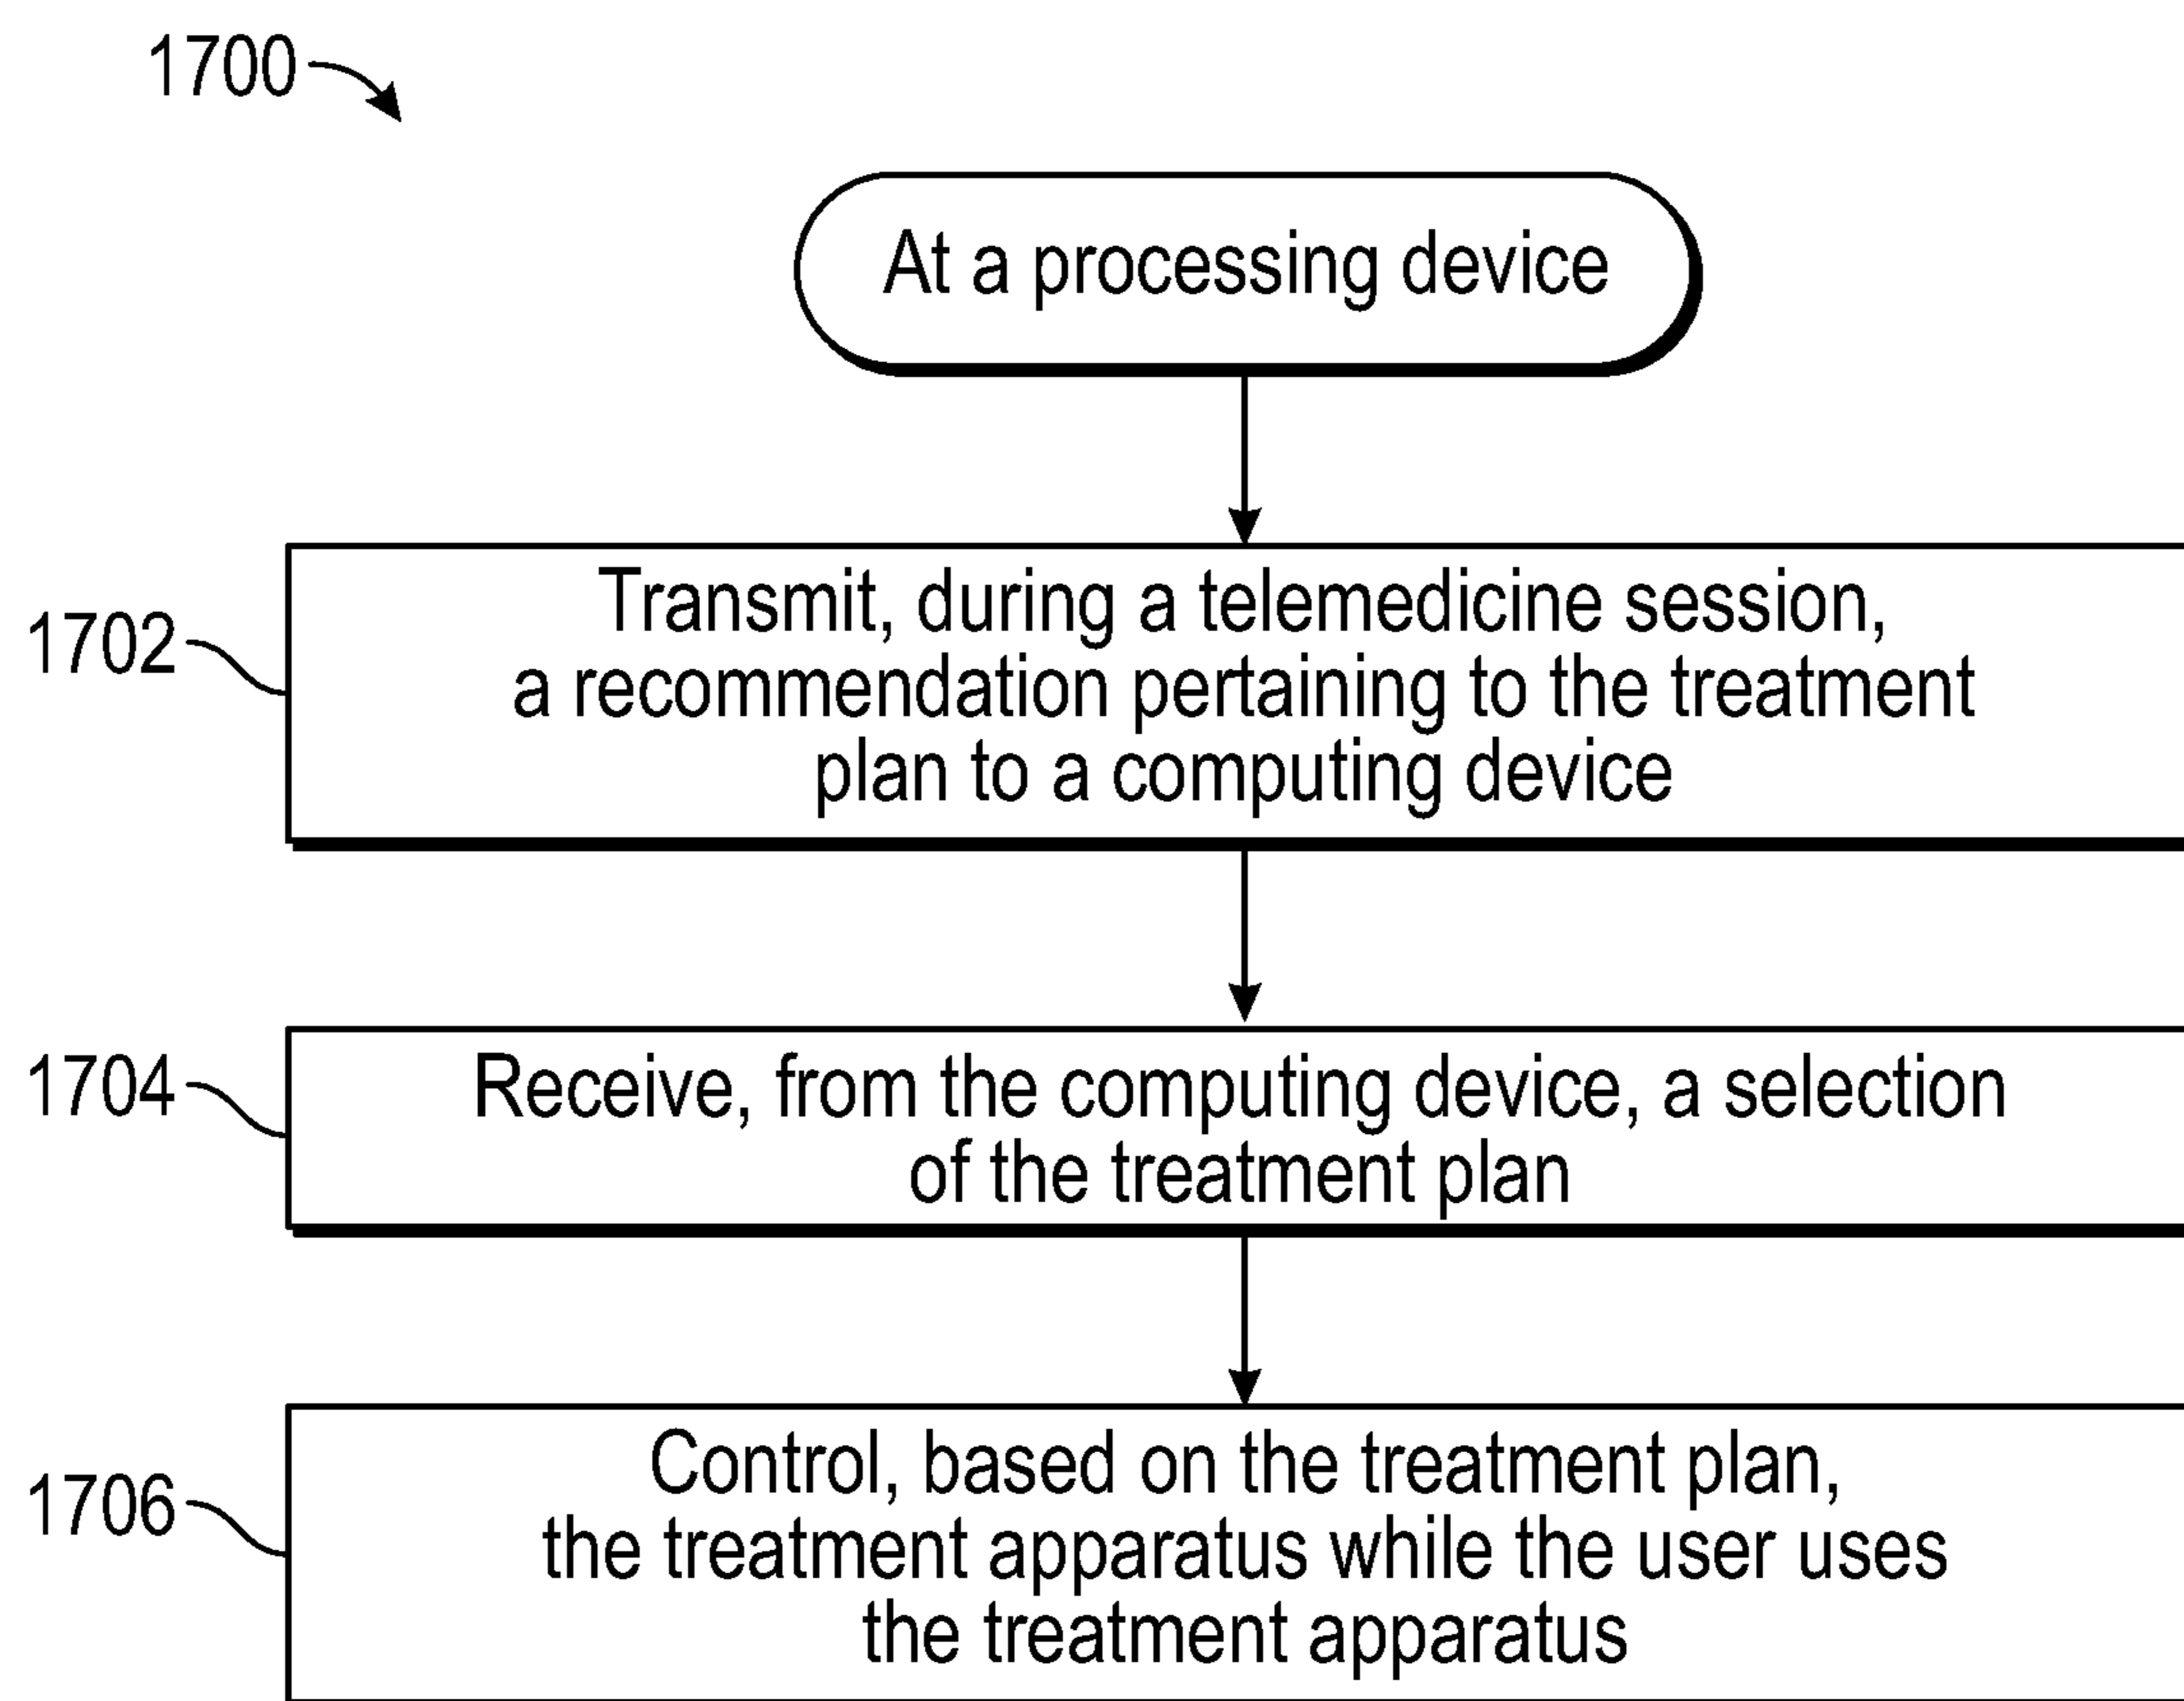 1700
At a processing device
1702
Transmit, during a telemedicine session,
a recommendation pertaining to the treatment
plan to a computing device
1704
Receive, from the computing device, a selection
of the treatment plan
1706
Control, based on the treatment plan,
the treatment apparatus while the user uses
the treatment apparatus